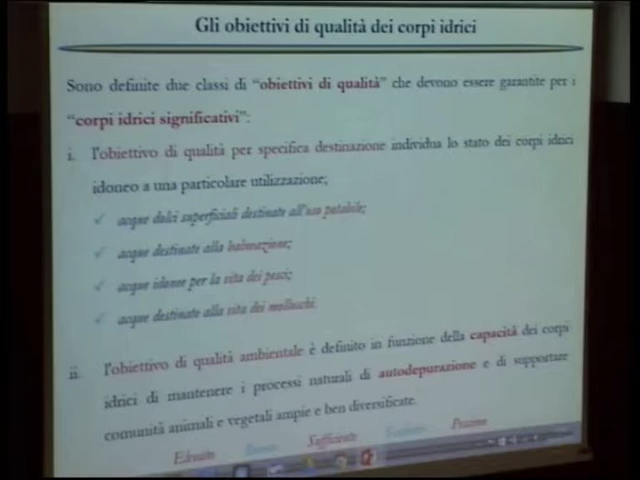 Gli obiettivi di qualità dei corpi idrici
Sono definite due classi di “obiettivi di qualità” che devono essere garantite per i
“corpi idrici significativi”:
i. l'obiettivo di qualità per specifica destinazione individua lo stato dei corpi idrici
idoneo a una particolare utilizzazione;
✓ acque dolci superficiali destinate all'uso potabile;
✓ acque destinate alla balneazione;
✓ acque idonee per la vita dei pesci;
✓ acque destinate alla vita dei molluschi.
ii. l'obiettivo di qualità ambientale è definito in funzione della capacità dei corpi
idrici di mantenere i processi naturali di autodepurazione e di supportare
comunità animali e vegetali ampie e ben diversificate.
Elevato Sufficiente Pessimo